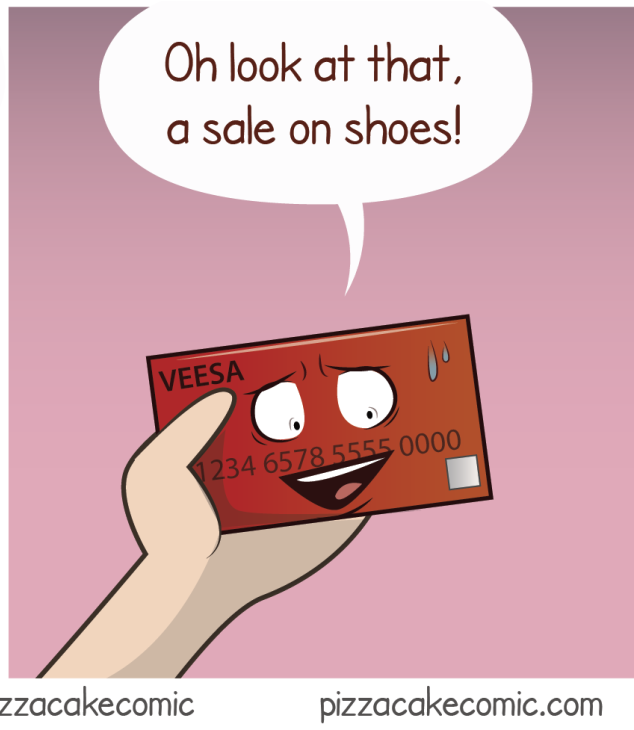 Oh look at that,
a sale on shoes!
VEESA
1234 6578 5555 0000
zzacakecomic
pizzacakecomic.com